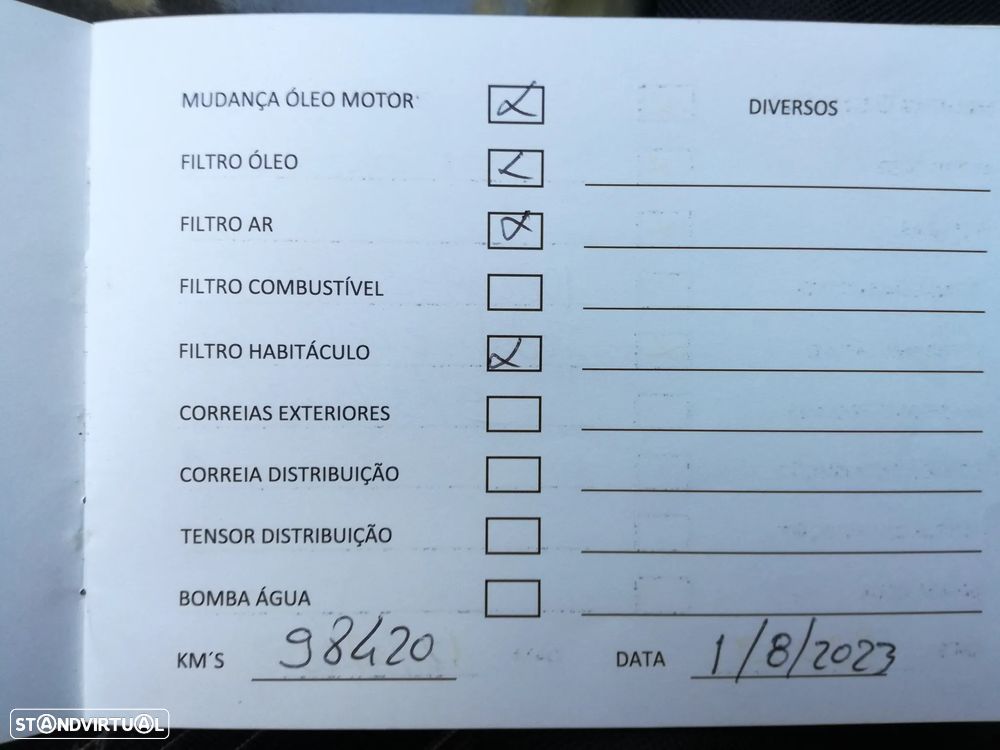 MUDANÇA ÓLEO MOTOR DIVERSOS
FILTRO ÓLEO
FILTRO AR
FILTRO COMBUSTÍVEL
FILTRO HABITÁCULO
CORREIAS EXTERIORES
CORREIA DISTRIBUIÇÃO
TENSOR DISTRIBUIÇÃO
BOMBA ÁGUA
KM´S 98420 DATA 1/8/2023
STANDVIRTUAL